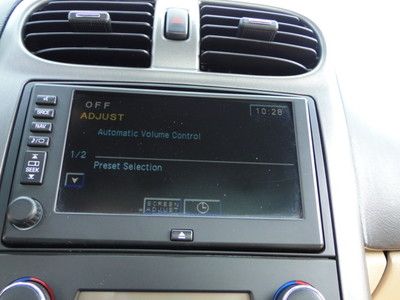 OFF
10:28
ADJUST
Automatic Volume Control
1/2
Preset Selection
NAV
SEEK
SCREEN
ADJUST